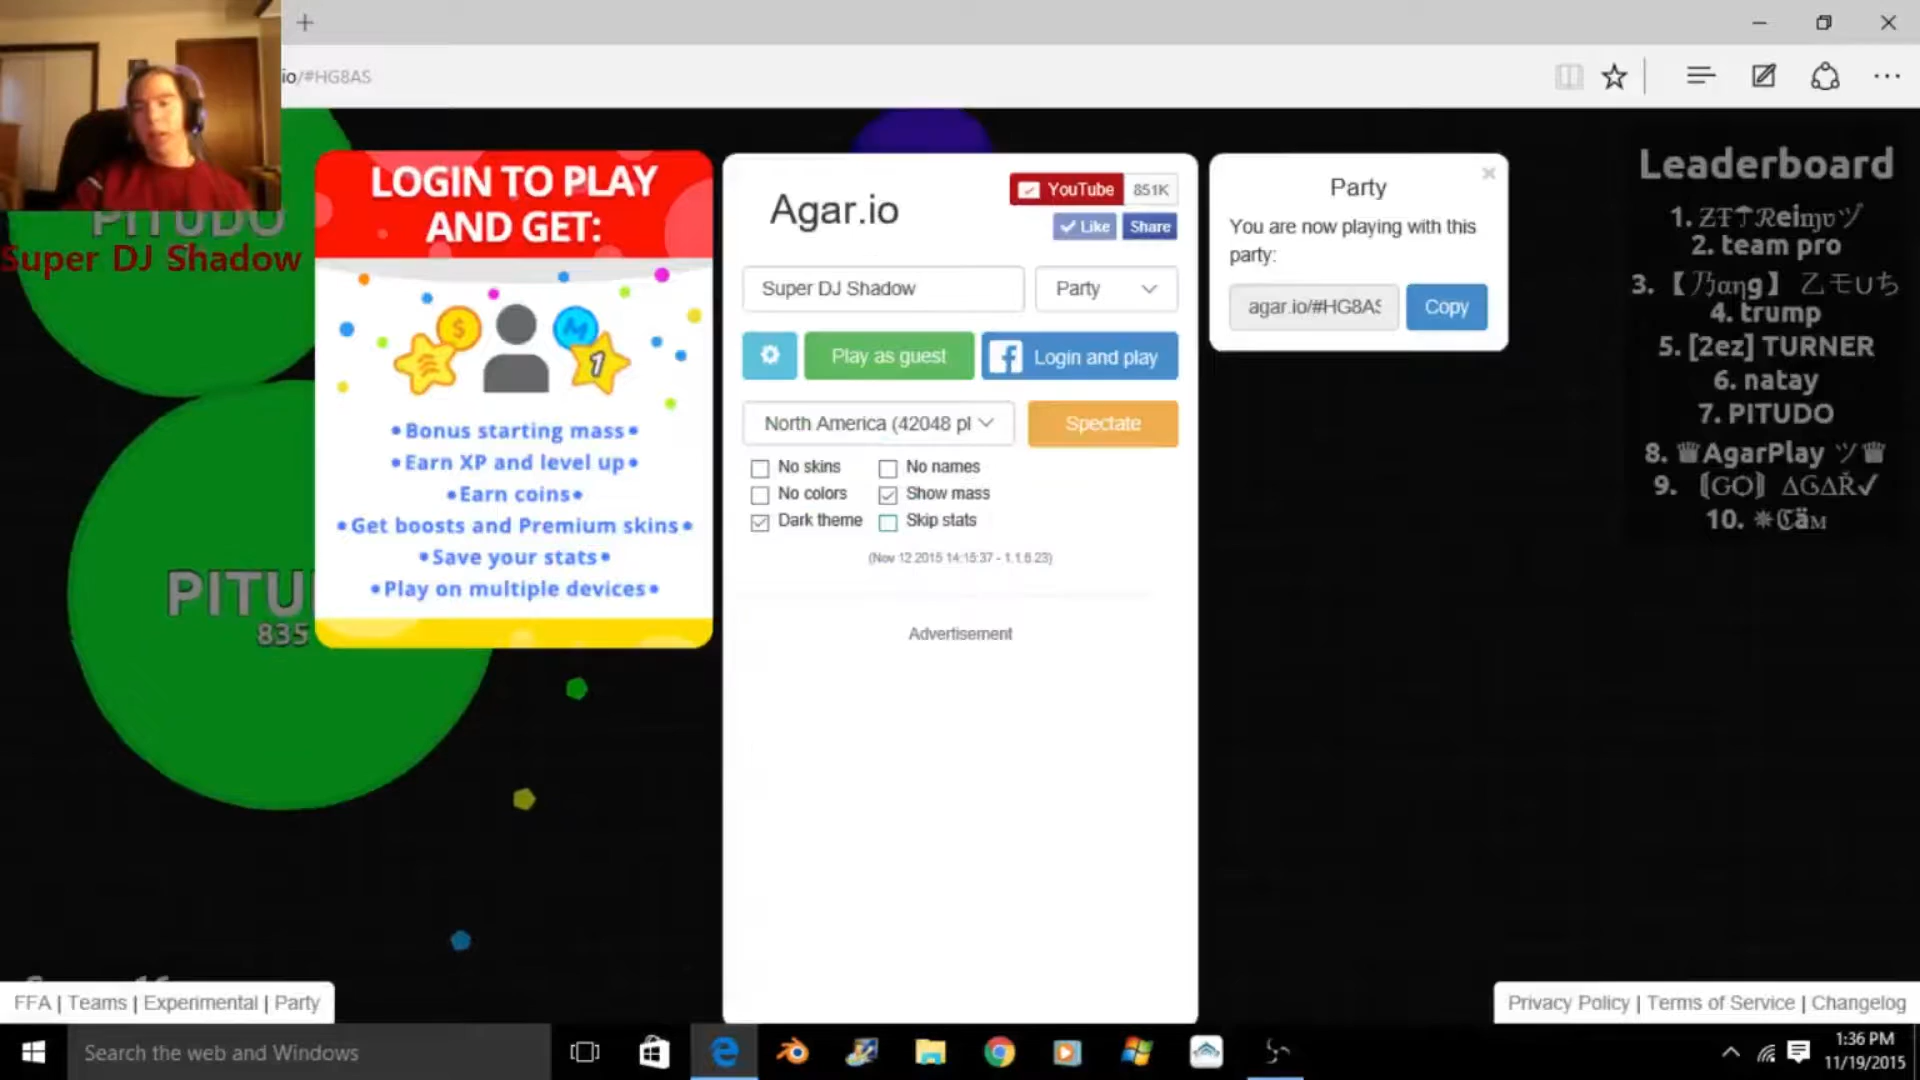 io/#HG8AS
PITUDO
Super DJ Shadow
PITU
835
LOGIN TO PLAY
AND GET:
$
1
•Bonus starting mass•
•Earn XP and level up•
•Earn coins•
•Get boosts and Premium skins•
•Save your stats•
•Play on multiple devices•
Agar.io
YouTube 851K
Like Share
Super DJ Shadow Party
Play as guest Login and play
North America (42048 pl
Spectate
No skins No names
No colors Show mass
Dark theme Skip stats
(Nov 12 2015 14:15:37 - 1.1.6.23)
Advertisement
Party
You are now playing with this
party:
agar.io/#HG8AS Copy
Leaderboard
2. team pro
4. trump
5. [2ez] TURNER
6. natay
7. PITUDO
8. ♛AgarPlay ツ♛
FFA | Teams | Experimental | Party
Privacy Policy | Terms of Service | Changelog
Search the web and Windows
1:36 PM
11/19/2015